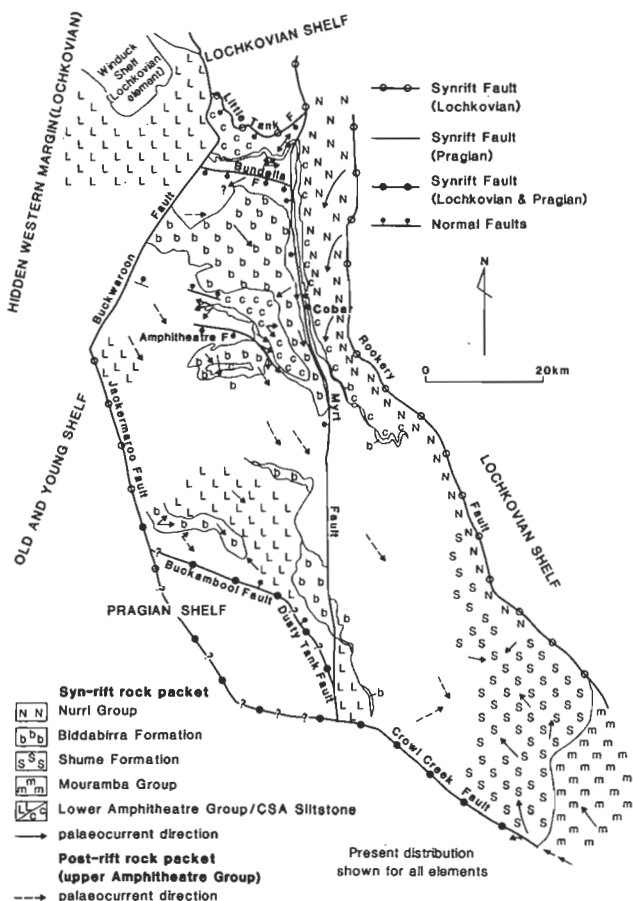 LOCHKOVIAN SHELF
Winduck
Shelf
(Lochkovian
element)
HIDDEN WESTERN MARGIN (LOCHKOVIAN)
Little Tank F
Bundella
F
Buckwaroon Fault
Cobar
Amphitheatre F
Rookery Fault
Myrt Fault
Jackermaroo Fault
OLD AND YOUNG SHELF
LOCHKOVIAN SHELF
Buckambool Fault
Dusty Tank Fault
PRAGIAN SHELF
Crowl Creek Fault
Synrift Fault
(Lochkovian)
Synrift Fault
(Pragian)
Synrift Fault
(Lochkovian & Pragian)
Normal Faults
N
0 20km
Syn-rift rock packet
N N Nurri Group
b b b Biddabirra Formation
S S S Shume Formation
m m m Mouramba Group
L L C C Lower Amphitheatre Group/CSA Siltstone
palaeocurrent direction
Post-rift rock packet
(upper Amphitheatre Group)
palaeocurrent direction
Present distribution
shown for all elements